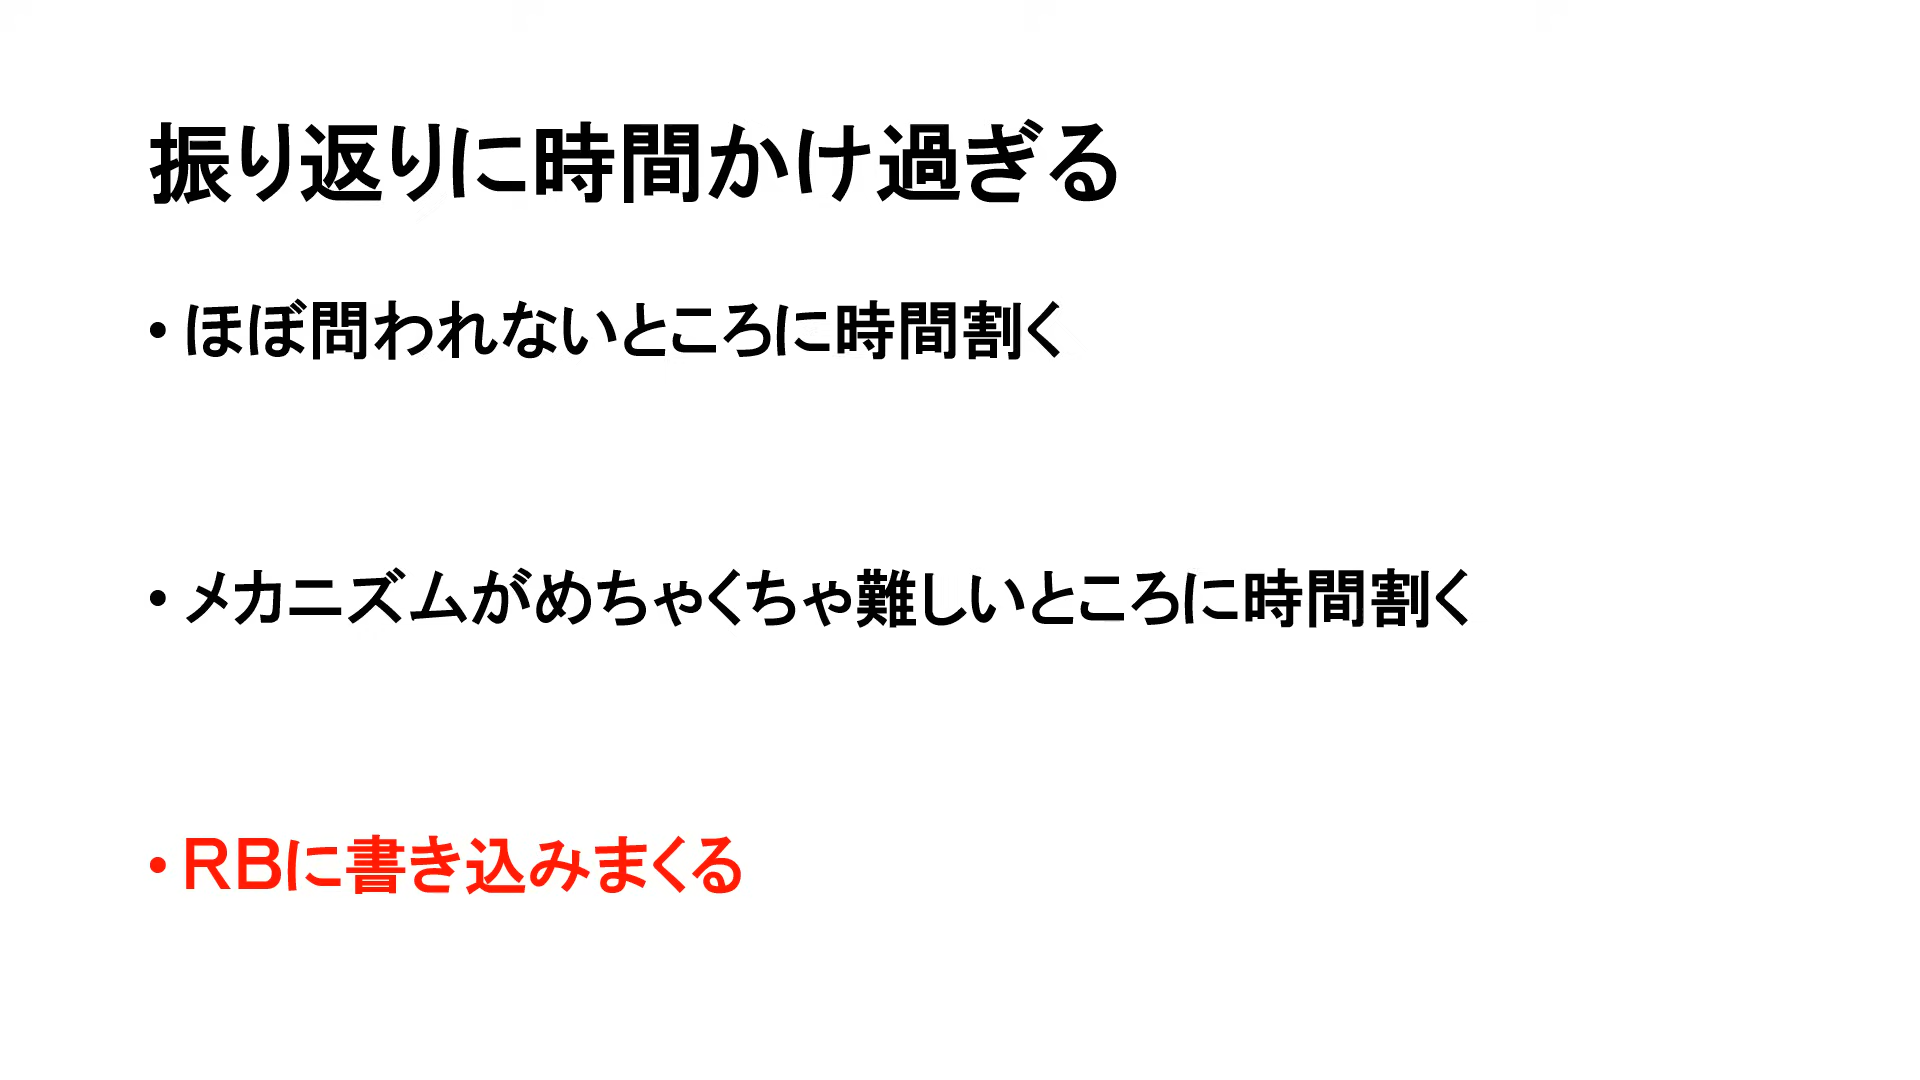 振り返りに時間かけ過ぎる
• ほぼ問われないところに時間割く
• メカニズムがめちゃくちゃ難しいところに時間割く
• RBに書き込みまくる